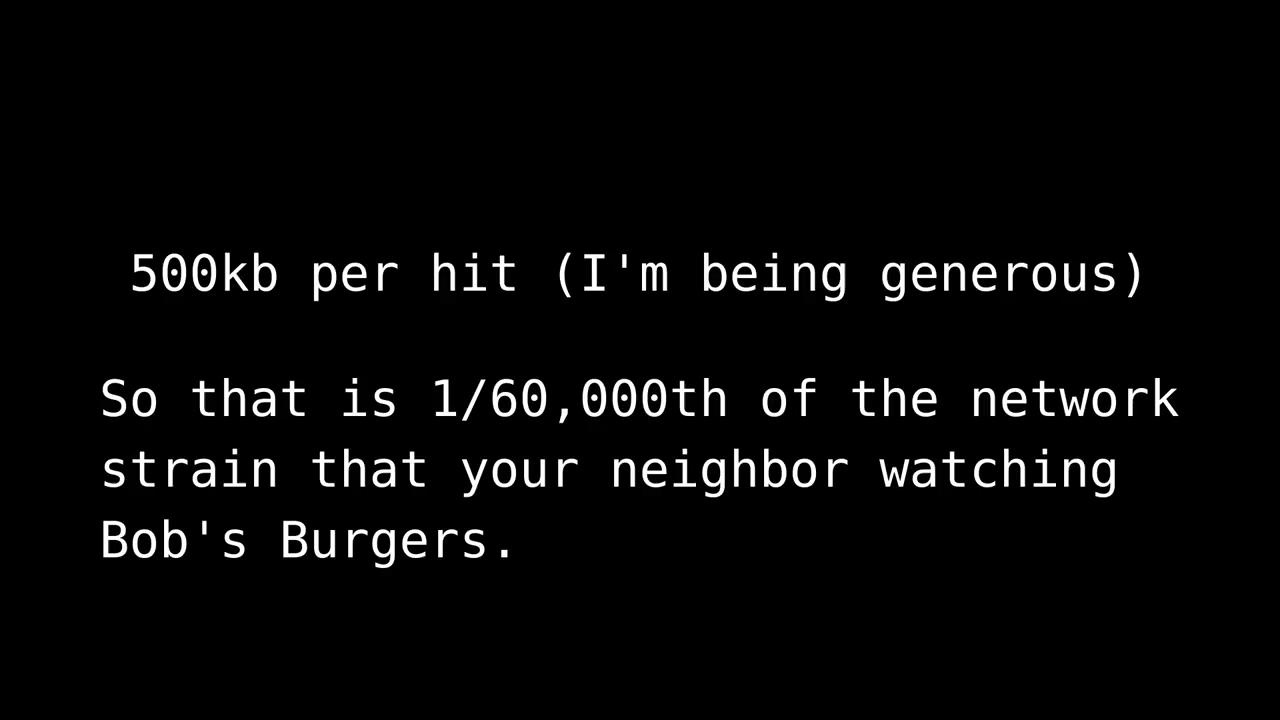 500kb per hit (I'm being generous)
So that is 1/60,000th of the network
strain that your neighbor watching
Bob's Burgers.